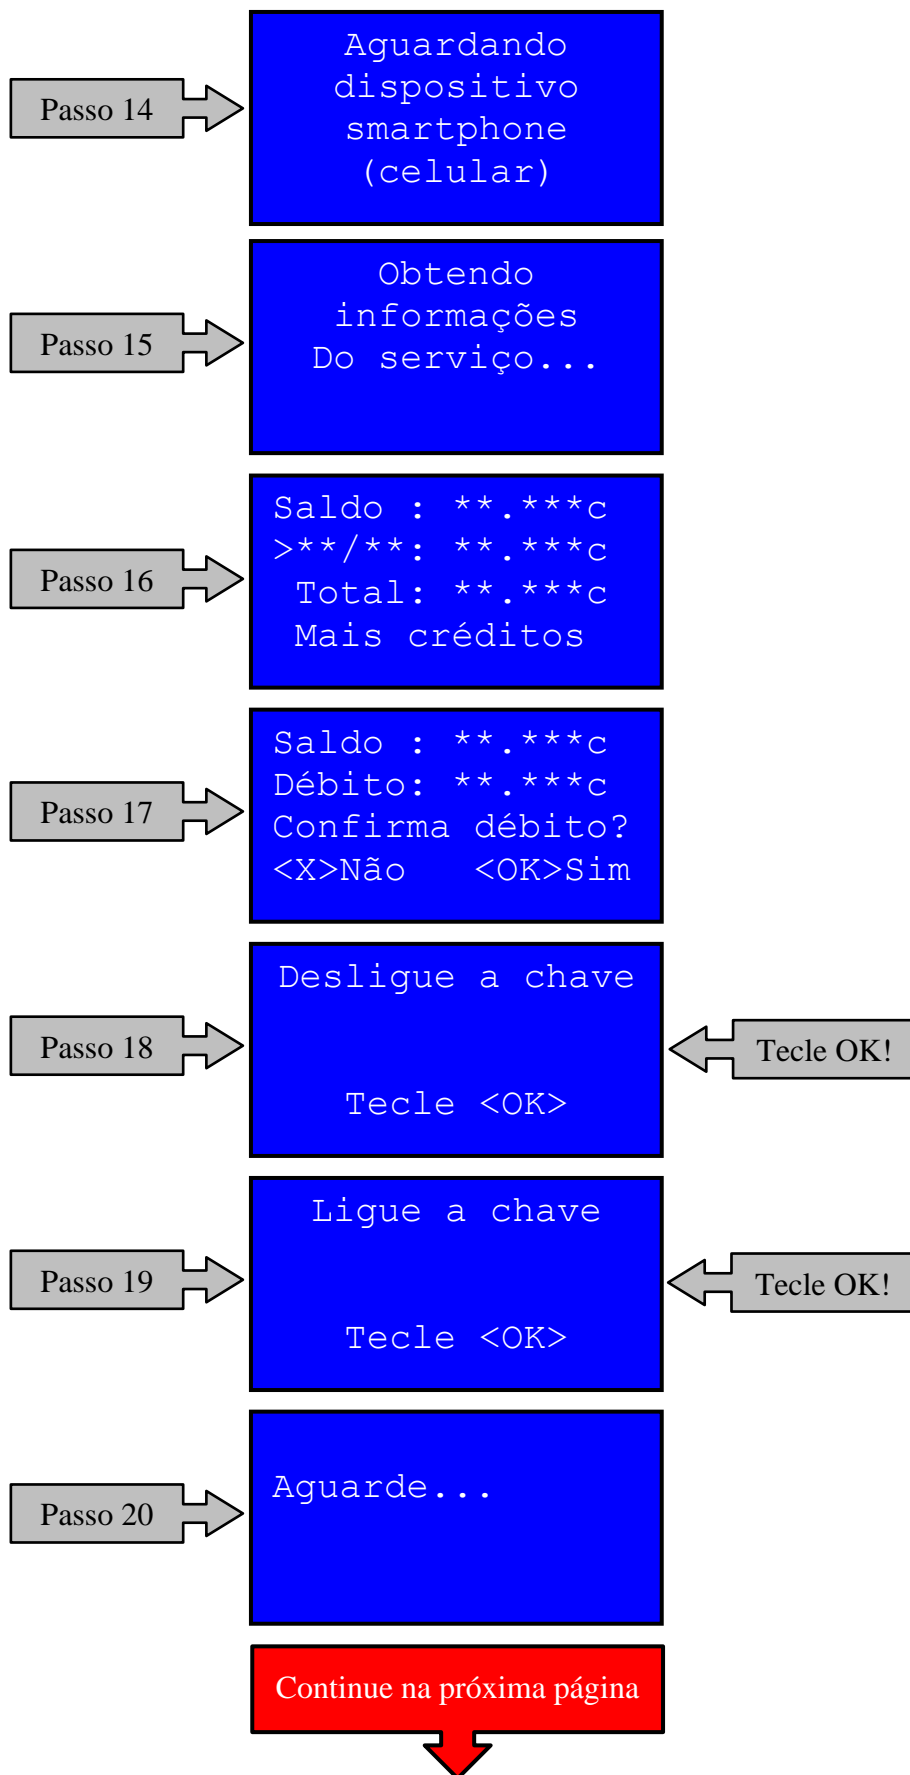 Passo 14
Aguardando
dispositivo
smartphone
(celular)
Passo 15
Obtendo
informações
Do serviço...
Passo 16
Saldo : **.***c
>**/**: **.***c
Total: **.***c
Mais créditos
Passo 17
Saldo : **.***c
Débito: **.***c
Confirma débito?
<X>Não <OK>Sim
Passo 18
Desligue a chave
Tecle <OK>
Tecle OK!
Passo 19
Ligue a chave
Tecle <OK>
Tecle OK!
Passo 20
Aguarde...
Continue na próxima página